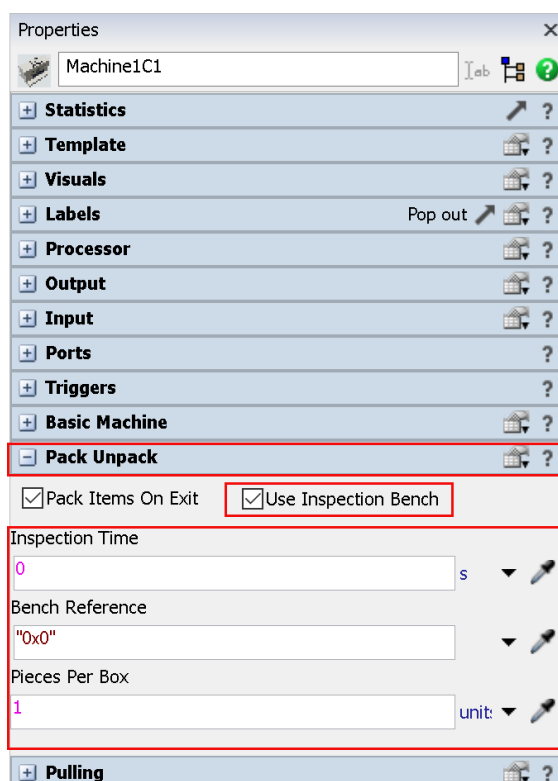 Properties
Machine1C1
Statistics ?
Template ?
Visuals ?
Labels Pop out ?
Processor ?
Output ?
Input ?
Ports ?
Triggers ?
Basic Machine ?
Pack Unpack ?
Pack Items On Exit Use Inspection Bench
Inspection Time
0 s
Bench Reference
"0x0"
Pieces Per Box
1 units
Pulling ?